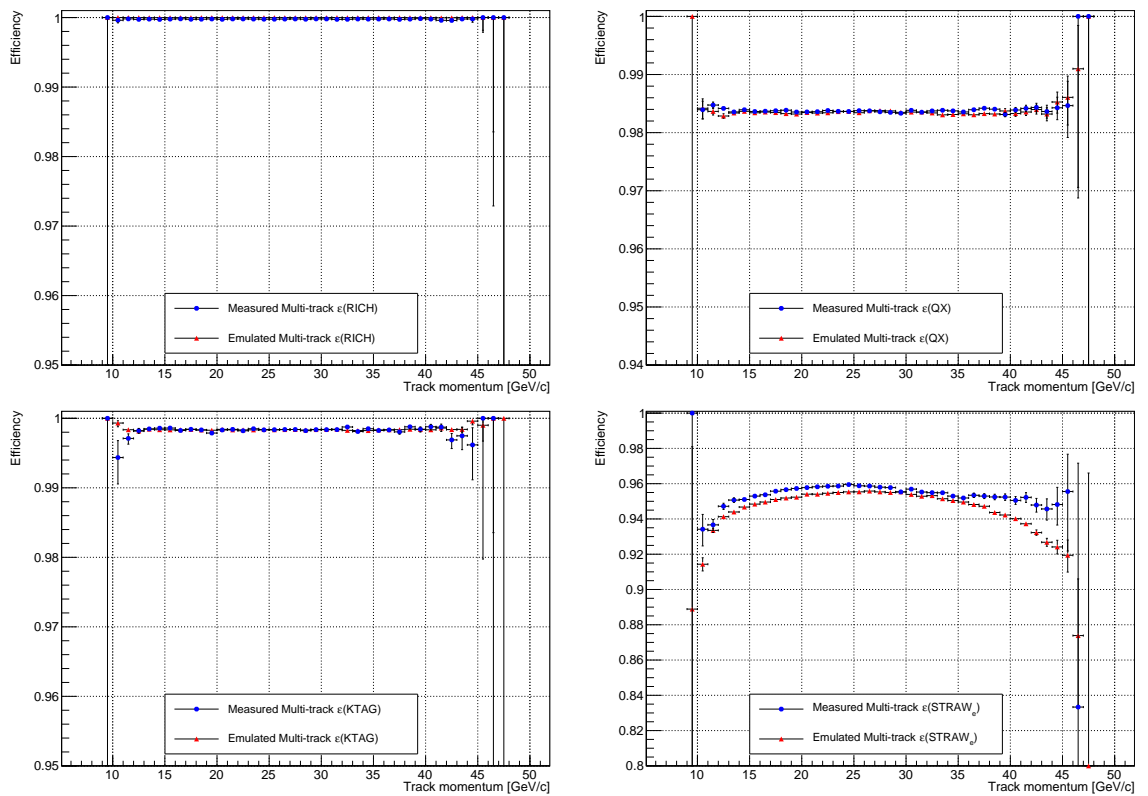 Efficiency
1
0.99
0.98
0.97
0.96
0.95
10 15 20 25 30 35 40 45 50
Track momentum [GeV/c]
Measured Multi-track ε(RICH)
Emulated Multi-track ε(RICH)
Efficiency
1
0.99
0.98
0.97
0.96
0.95
0.94
10 15 20 25 30 35 40 45 50
Track momentum [GeV/c]
Measured Multi-track ε(QX)
Emulated Multi-track ε(QX)
Efficiency
1
0.99
0.98
0.97
0.96
0.95
10 15 20 25 30 35 40 45 50
Track momentum [GeV/c]
Measured Multi-track ε(KTAG)
Emulated Multi-track ε(KTAG)
Efficiency
1
0.98
0.96
0.94
0.92
0.9
0.88
0.86
0.84
0.82
0.8
10 15 20 25 30 35 40 45 50
Track momentum [GeV/c]
Measured Multi-track ε(STRAWₑ)
Emulated Multi-track ε(STRAWₑ)